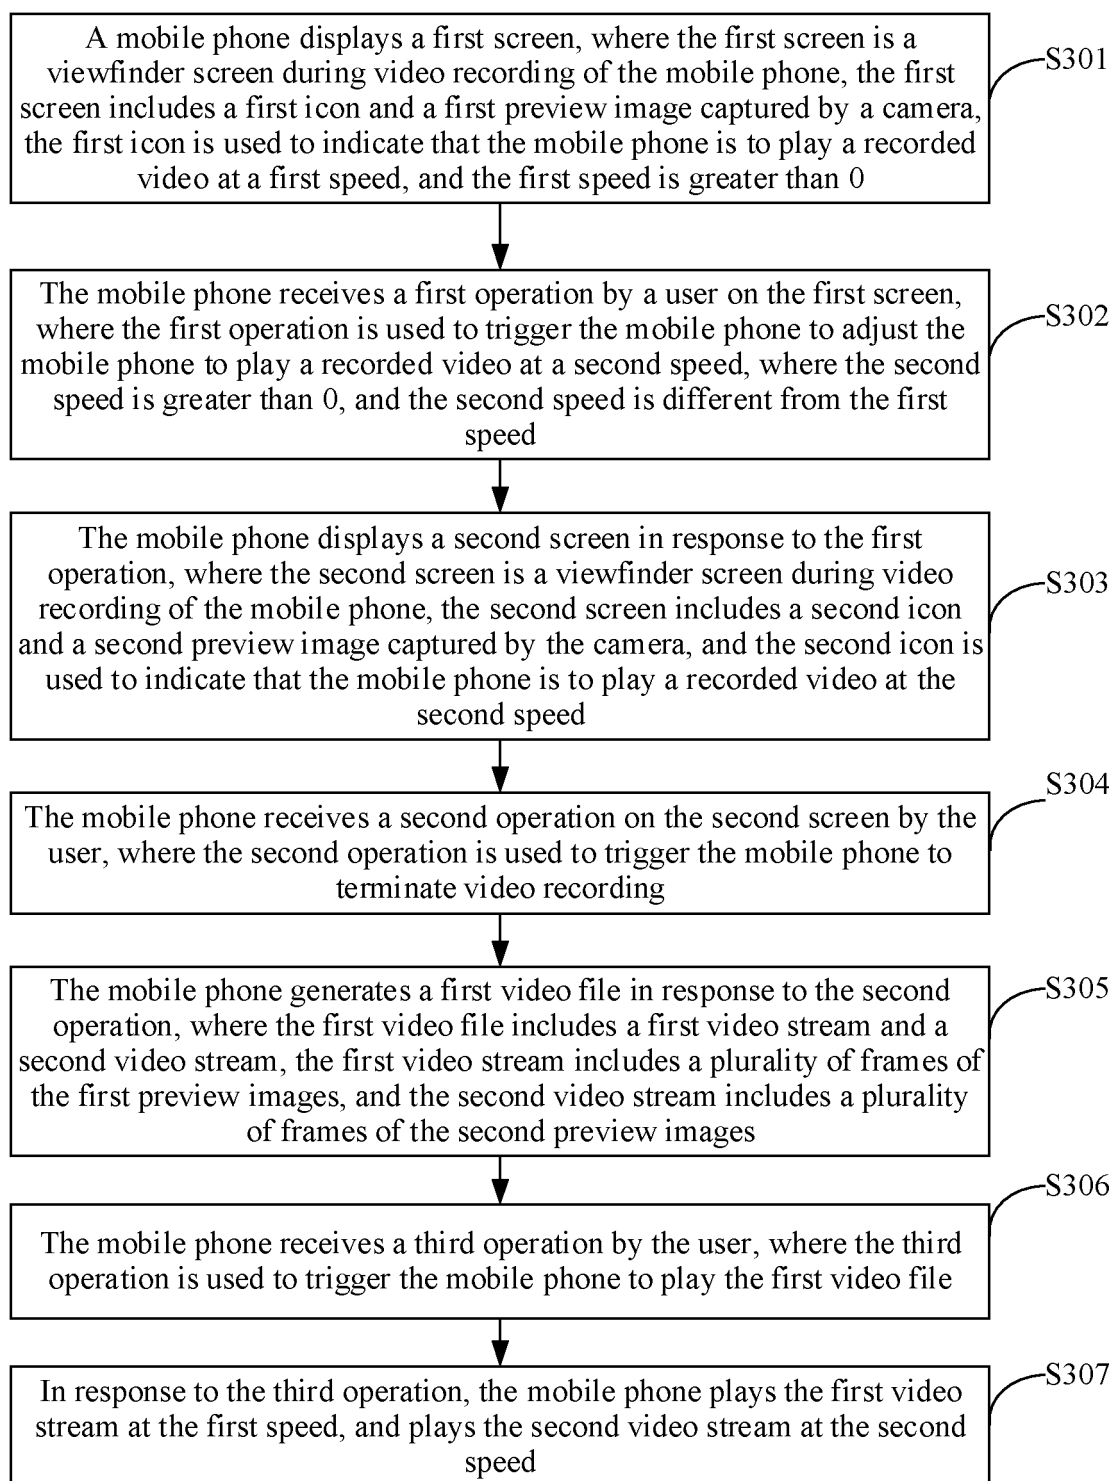 A mobile phone displays a first screen, where the first screen is a
viewfinder screen during video recording of the mobile phone, the first
screen includes a first icon and a first preview image captured by a camera,
the first icon is used to indicate that the mobile phone is to play a recorded
video at a first speed, and the first speed is greater than 0
S301
The mobile phone receives a first operation by a user on the first screen,
where the first operation is used to trigger the mobile phone to adjust the
mobile phone to play a recorded video at a second speed, where the second
speed is greater than 0, and the second speed is different from the first
speed
S302
The mobile phone displays a second screen in response to the first
operation, where the second screen is a viewfinder screen during video
recording of the mobile phone, the second screen includes a second icon
and a second preview image captured by the camera, and the second icon is
used to indicate that the mobile phone is to play a recorded video at the
second speed
S303
The mobile phone receives a second operation on the second screen by the
user, where the second operation is used to trigger the mobile phone to
terminate video recording
S304
The mobile phone generates a first video file in response to the second
operation, where the first video file includes a first video stream and a
second video stream, the first video stream includes a plurality of frames of
the first preview images, and the second video stream includes a plurality
of frames of the second preview images
S305
The mobile phone receives a third operation by the user, where the third
operation is used to trigger the mobile phone to play the first video file
S306
In response to the third operation, the mobile phone plays the first video
stream at the first speed, and plays the second video stream at the second
speed
S307